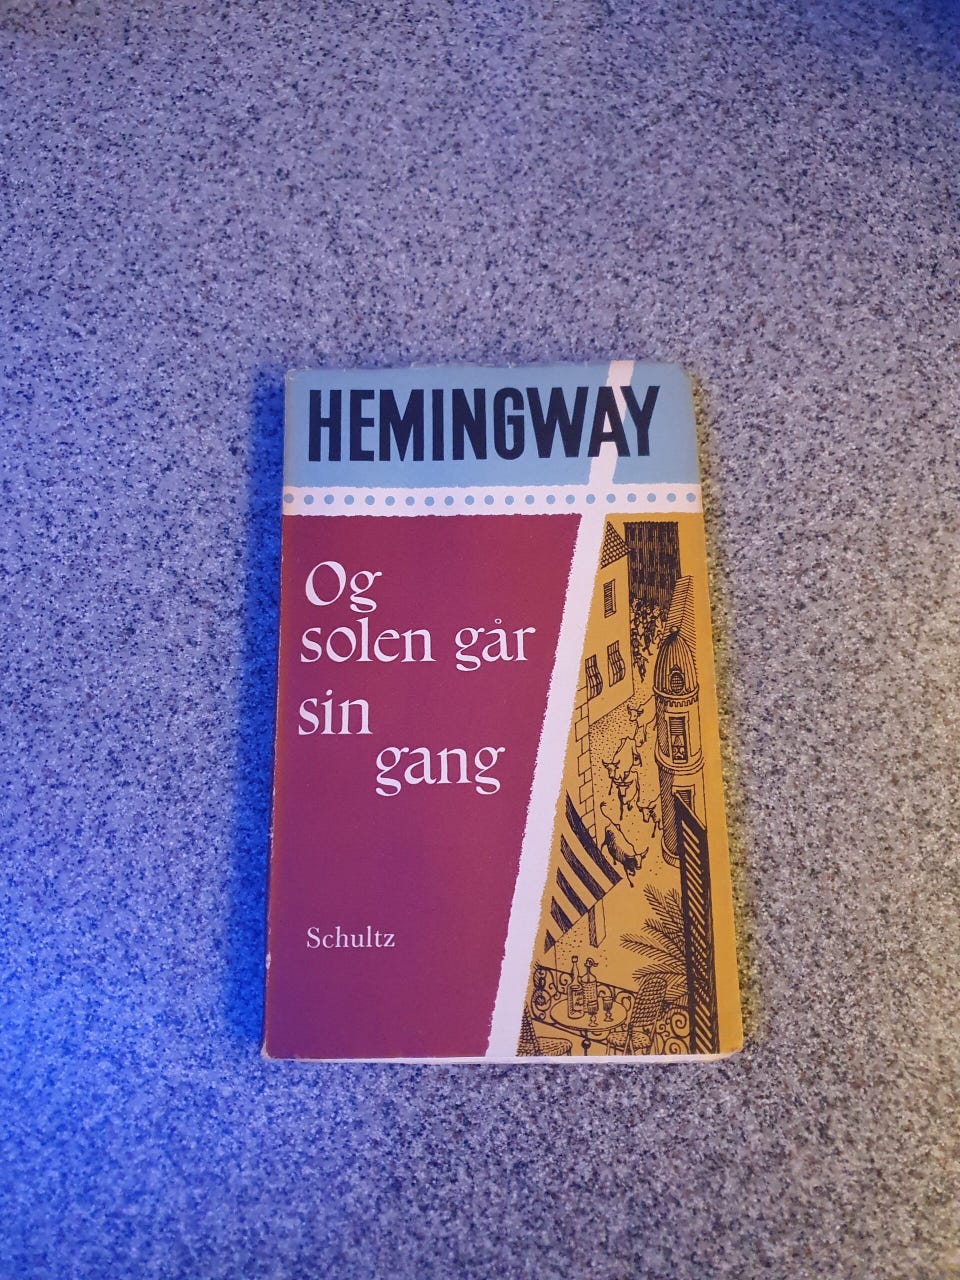 HEMINGWAY
Og
solen går
sin
gang
Schultz